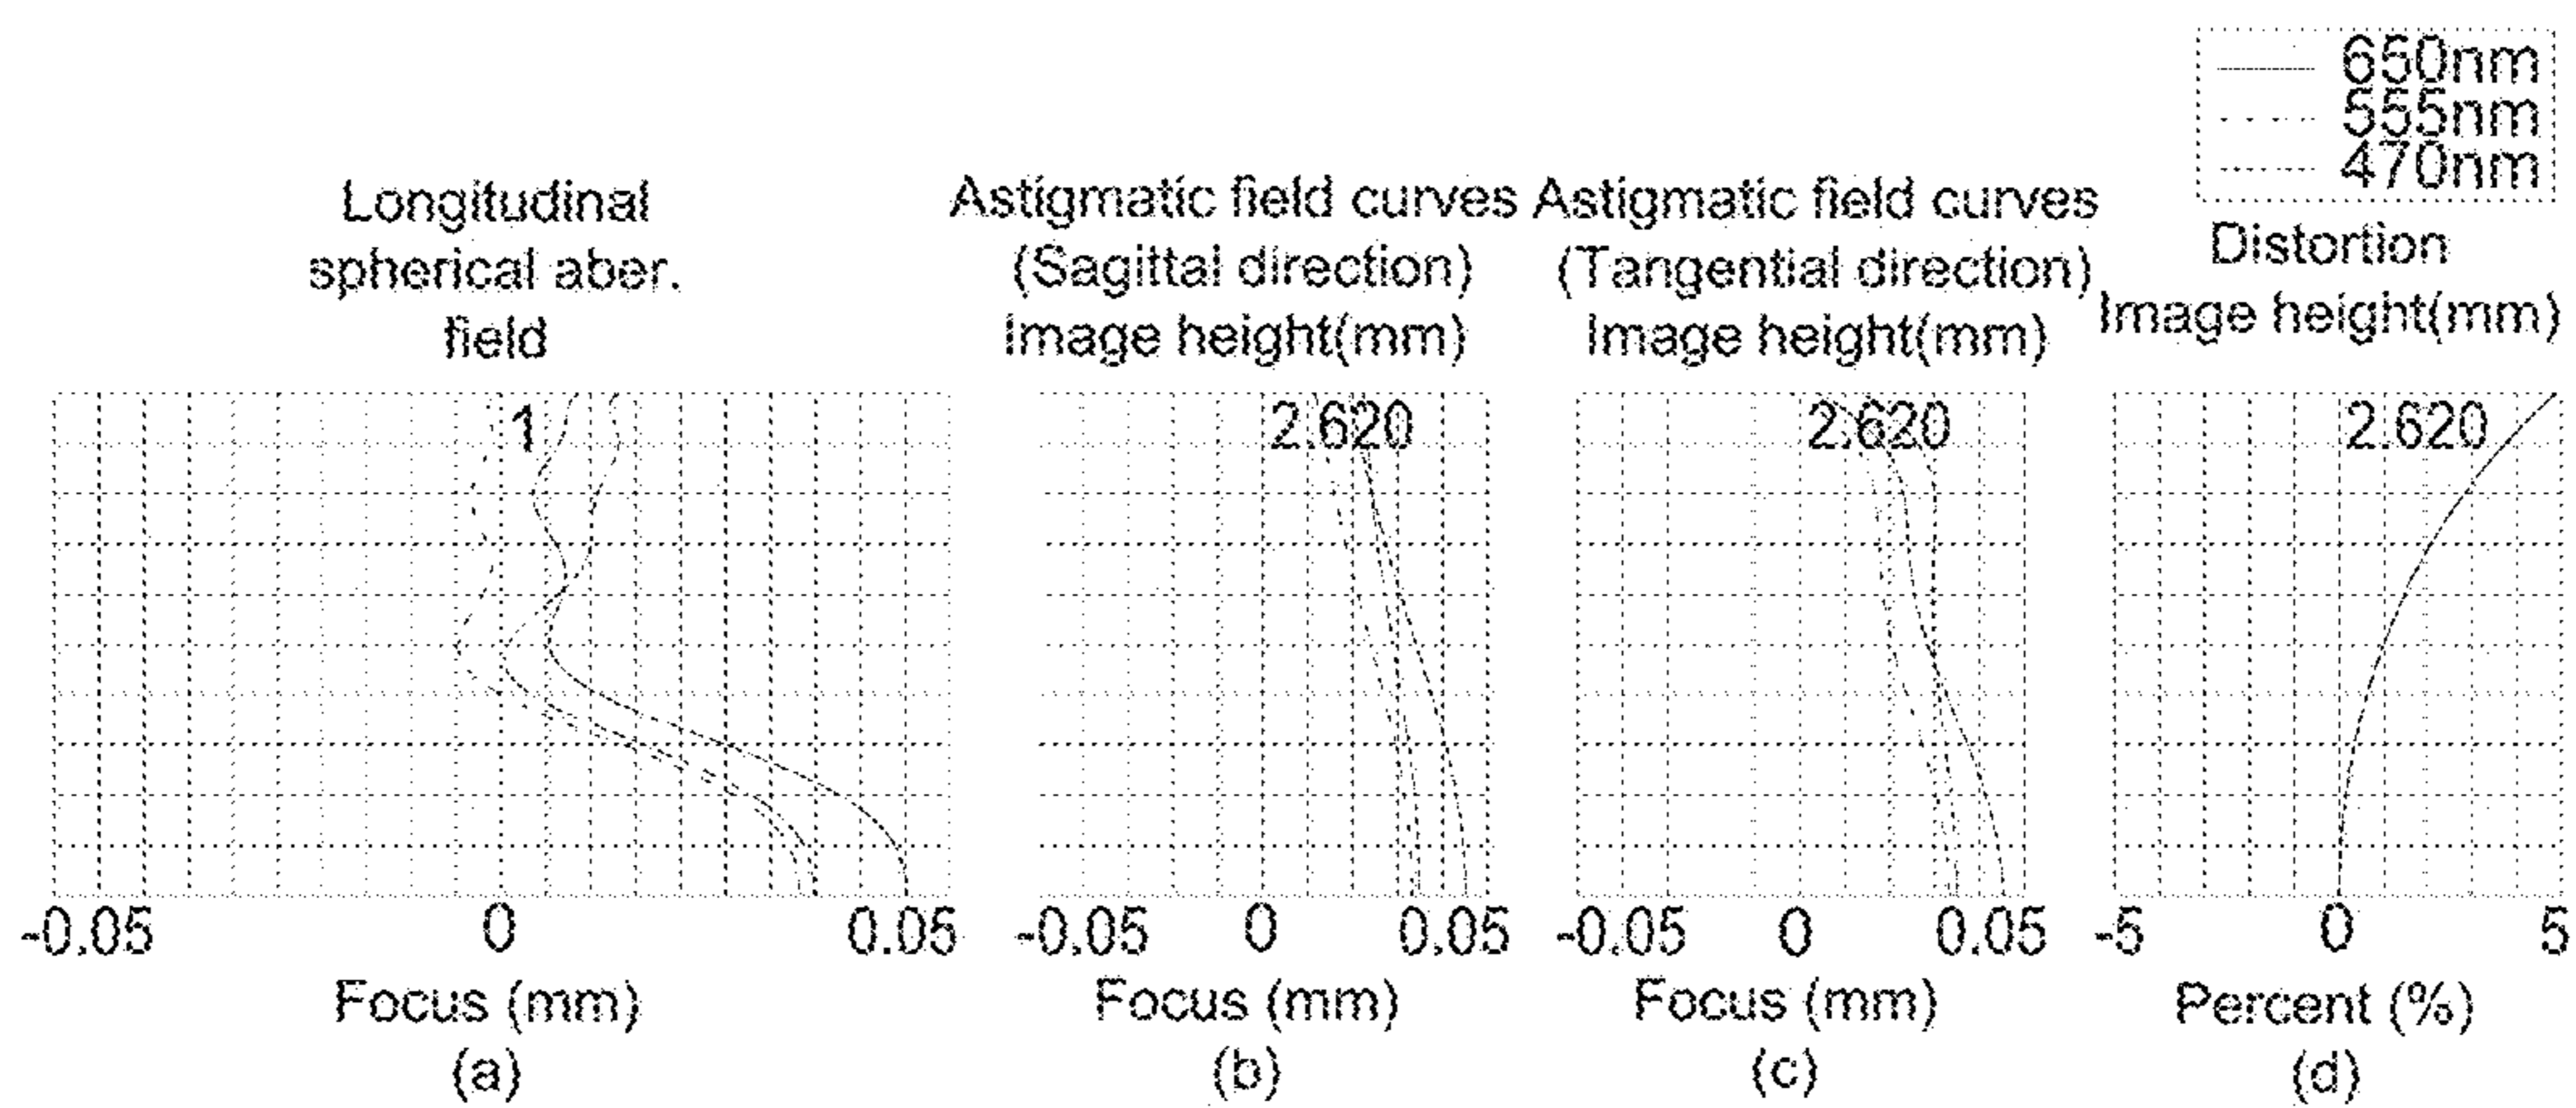 650nm
555nm
470nm
Longitudinal
spherical aber.
field
Astigmatic field curves
(Sagittal direction)
Image height(mm)
Astigmatic field curves
(Tangential direction)
Image height(mm)
Distortion
Image height(mm)
1
2.620
2.620
2.620
-0.05 0 0.05
-0.05 0 0.05
-0.05 0 0.05
-5 0 5
Focus (mm)
Focus (mm)
Focus (mm)
Percent (%)
(a)
(b)
(c)
(d)